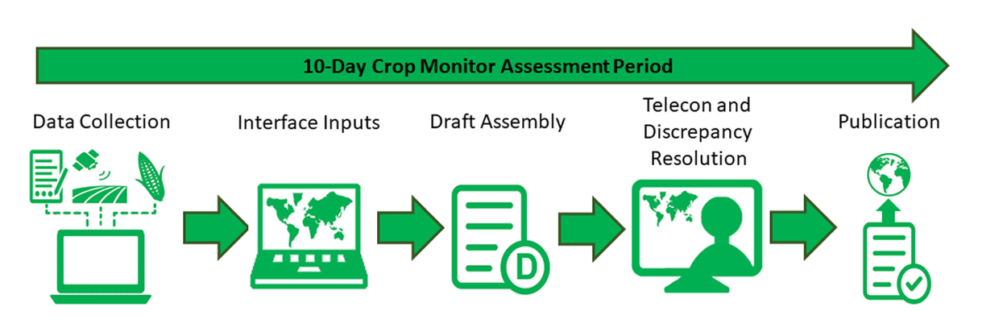 10-Day Crop Monitor Assessment Period
Data Collection
Interface Inputs
Draft Assembly
Telecon and
Discrepancy
Resolution
Publication
D